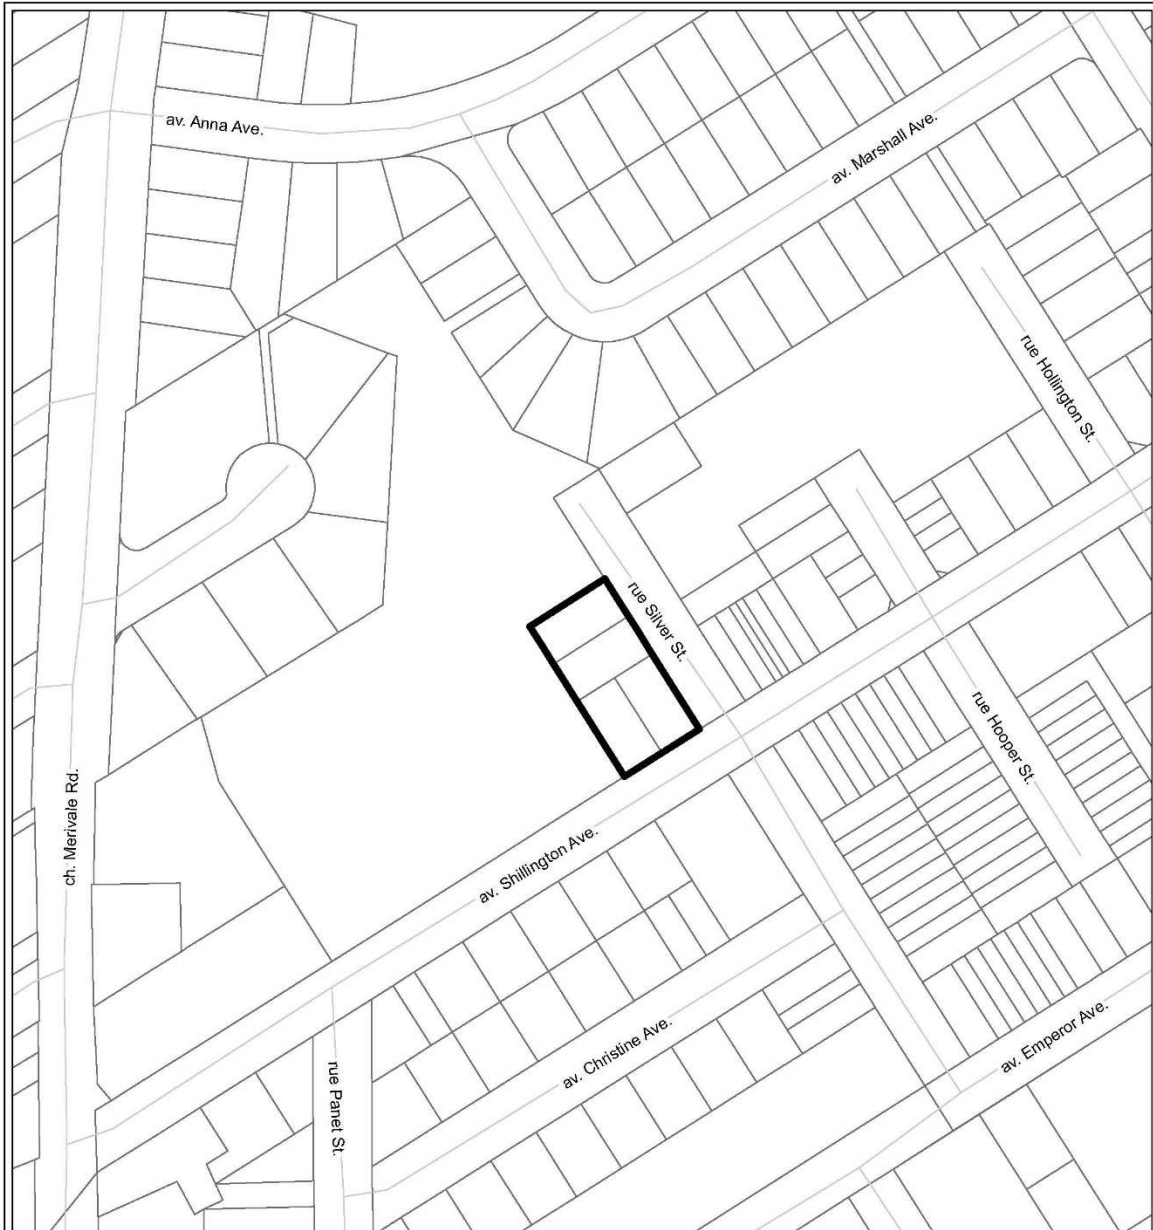 av. Anna Ave.
av. Marshall Ave.
rue Hollington St.
rue Silver St.
rue Hooper St.
ch. Merivale Rd.
av. Shillington Ave.
av. Christine Ave.
av. Emperor Ave.
rue Panet St.